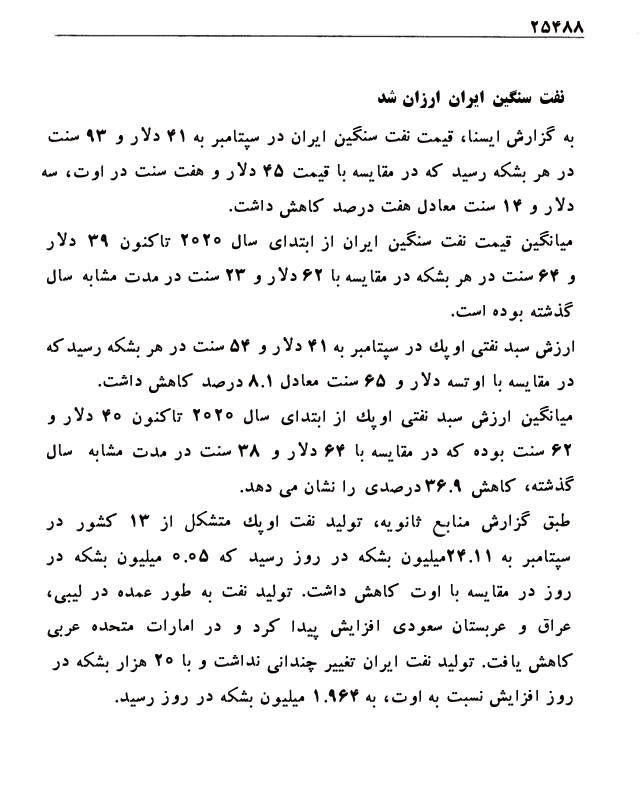 ۲۵۴۸۸
نفت سنگین ایران ارزان شد
به گزارش ایسنا، قیمت نفت سنگین ایران در سپتامبر به ۴۱ دلار و ۹۳ سنت
در هر بشکه رسید که در مقایسه با قیمت ۴۵ دلار و هفت سنت در اوت، سه
دلار و ۱۴ سنت معادل هفت درصد کاهش داشت.
میانگین قیمت نفت سنگین ایران از ابتدای سال ۲۰۲۰ تاکنون ۳۹ دلار
و ۶۴ سنت در هر بشکه در مقایسه با ۶۲ دلار و ۲۳ سنت در مدت مشابه سال
گذشته بوده است.
ارزش سبد نفتی اوپك در سپتامبر به ۴۱ دلار و ۵۴ سنت در هر بشکه رسید که
در مقایسه با اوتسه دلار و ۶۵ سنت معادل ۸.۱ درصد کاهش داشت.
میانگین ارزش سبد نفتی اوپك از ابتدای سال ۲۰۲۰ تاکنون ۴۰ دلار و
۶۲ سنت بوده که در مقایسه با ۶۴ دلار و ۳۸ سنت در مدت مشابه سال
گذشته، کاهش ۳۶.۹ درصدی را نشان می دهد.
طبق گزارش منابع ثانویه، تولید نفت اوپك متشکل از ۱۳ کشور در
سپتامبر به ۲۴.۱۱میلیون بشکه در روز رسید که ۰.۰۵ میلیون بشکه در
روز در مقایسه با اوت کاهش داشت. تولید نفت به طور عمده در لیبی،
عراق و عربستان سعودی افزایش پیدا کرد و در امارات متحده عربی
کاهش یافت. تولید نفت ایران تغییر چندانی نداشت و با ۲۰ هزار بشکه در
روز افزایش نسبت به اوت، به ۱.۹۶۴ میلیون بشکه در روز رسید.